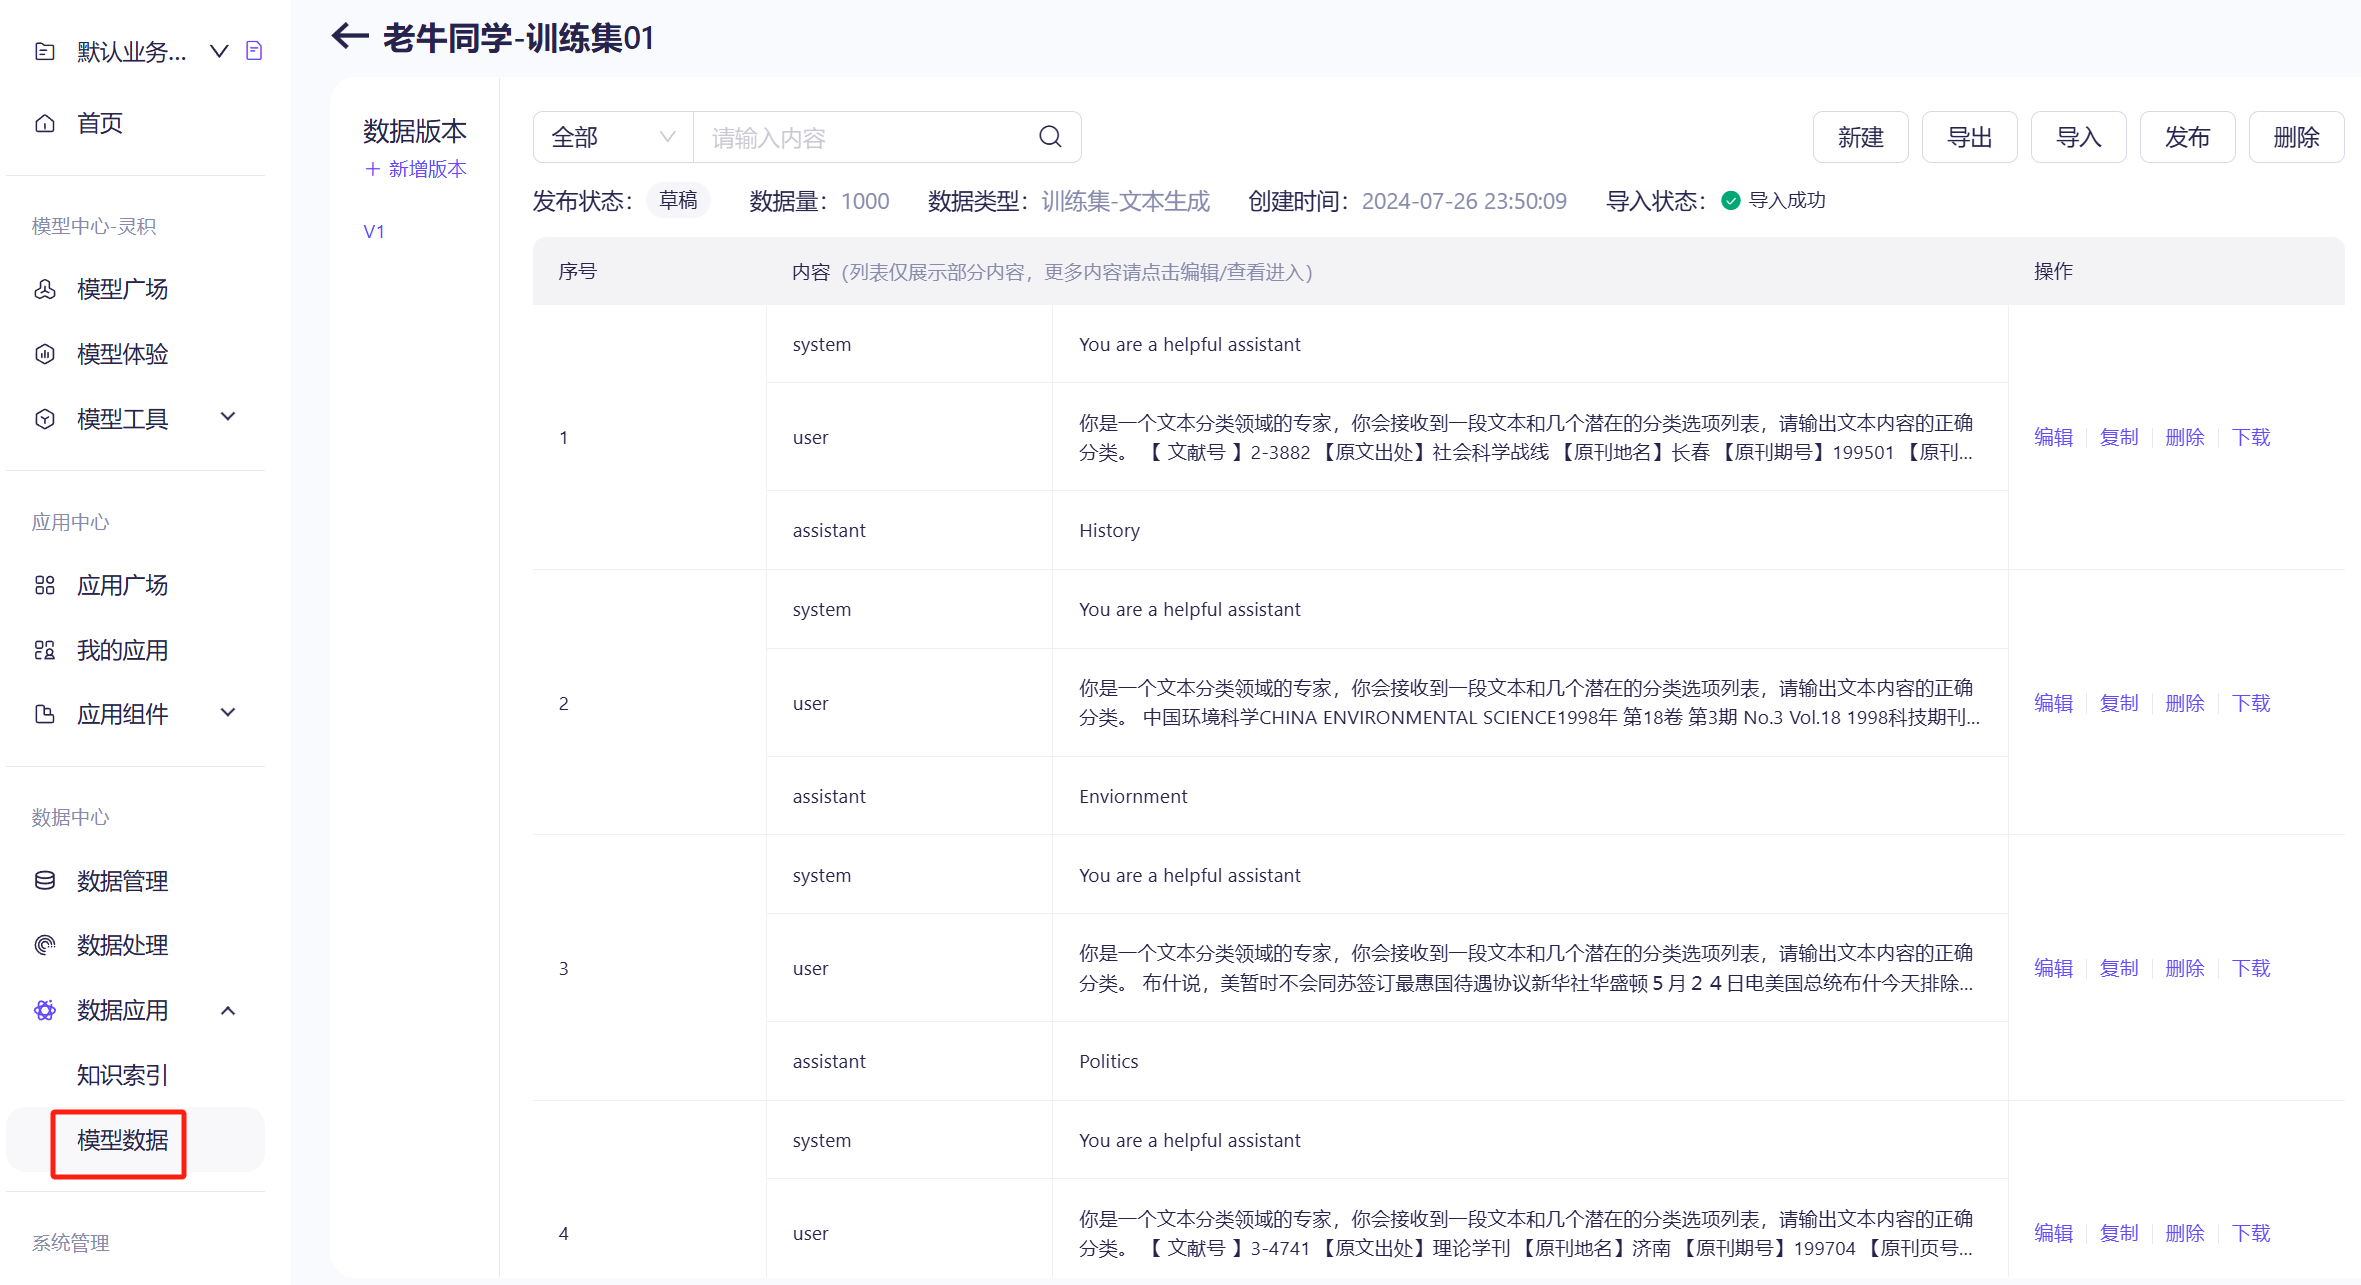 默认业务...
首页
模型中心-灵积
模型广场
模型体验
模型工具
应用中心
应用广场
我的应用
应用组件
数据中心
数据管理
数据处理
数据应用
知识索引
模型数据
系统管理
老牛同学-训练集01
数据版本
+ 新增版本
V1
全部 请输入内容
新建 导出 导入 发布 删除
发布状态： 草稿 数据量：1000 数据类型：训练集-文本生成 创建时间：2024-07-26 23:50:09 导入状态： 导入成功
序号 内容（列表仅展示部分内容，更多内容请点击编辑/查看进入） 操作
1
system You are a helpful assistant
user 你是一个文本分类领域的专家，你会接收到一段文本和几个潜在的分类选项列表，请输出文本内容的正确
分类。 【 文献号 】2-3882 【原文出处】社会科学战线 【原刊地名】长春 【原刊期号】199501 【原刊...
assistant History
编辑 复制 删除 下载
2
system You are a helpful assistant
user 你是一个文本分类领域的专家，你会接收到一段文本和几个潜在的分类选项列表，请输出文本内容的正确
分类。 中国环境科学CHINA ENVIRONMENTAL SCIENCE1998年 第18卷 第3期 No.3 Vol.18 1998科技期刊...
assistant Enviornment
编辑 复制 删除 下载
3
system You are a helpful assistant
user 你是一个文本分类领域的专家，你会接收到一段文本和几个潜在的分类选项列表，请输出文本内容的正确
分类。 布什说，美暂时不会同苏签订最惠国待遇协议新华社华盛顿５月２４日电美国总统布什今天排除...
assistant Politics
编辑 复制 删除 下载
4
system You are a helpful assistant
user 你是一个文本分类领域的专家，你会接收到一段文本和几个潜在的分类选项列表，请输出文本内容的正确
分类。 【 文献号 】3-4741 【原文出处】理论学刊 【原刊地名】济南 【原刊期号】199704 【原刊页号...
编辑 复制 删除 下载